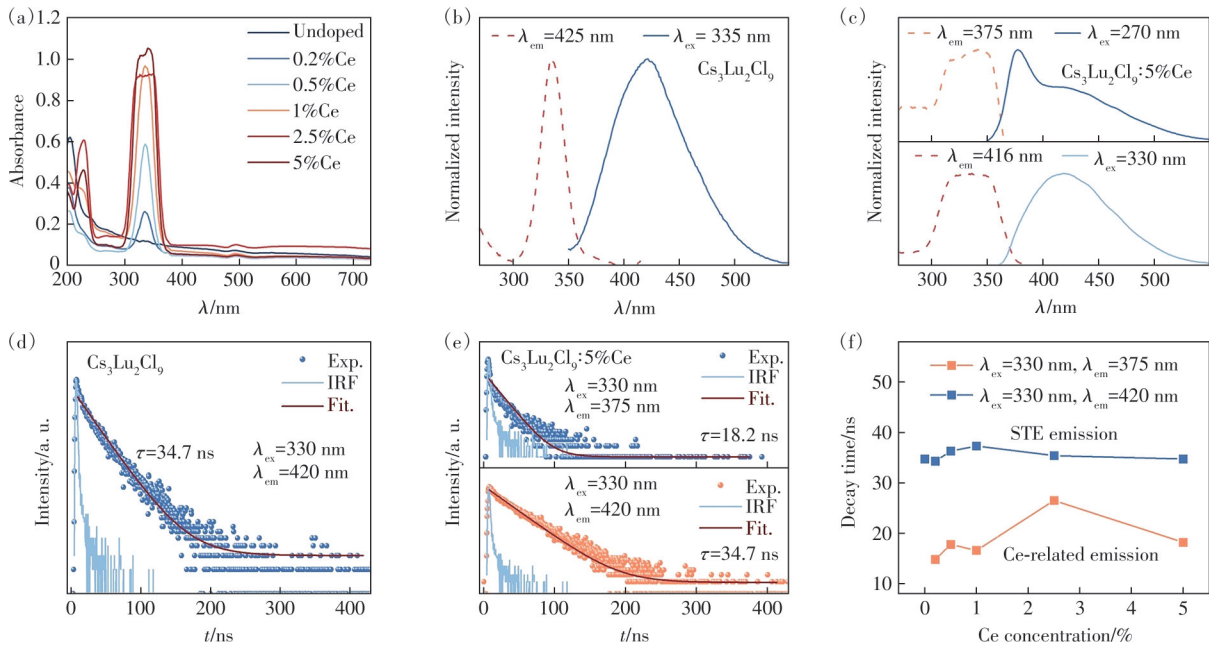 (a)
1.2
1.0
0.8
0.6
0.4
0.2
0
Absorbance
Undoped
0.2%Ce
0.5%Ce
1%Ce
2.5%Ce
5%Ce
200 300 400 500 600 700
λ/nm
(b)
λem=425 nm λex= 335 nm
Cs3Lu2Cl9
Normalized intensity
300 350 400 450 500
λ/nm
(c)
λem=375 nm λex=270 nm
Cs3Lu2Cl9:5%Ce
λem=416 nm λex=330 nm
Normalized intensity
300 350 400 450 500
λ/nm
(d)
Cs3Lu2Cl9
Exp.
IRF
Fit.
τ=34.7 ns
λex=330 nm
λem=420 nm
Intensity/a. u.
0 100 200 300 400
t/ns
(e)
Cs3Lu2Cl9:5%Ce
Exp.
IRF
Fit.
λex=330 nm
λem=375 nm
τ=18.2 ns
λex=330 nm
λem=420 nm
Exp.
IRF
Fit.
τ=34.7 ns
Intensity/a. u.
0 100 200 300 400
t/ns
(f)
λex=330 nm, λem=375 nm
λex=330 nm, λem=420 nm
STE emission
Ce-related emission
50
40
30
20
10
Decay time/ns
0 1 2 3 4 5
Ce concentration/%